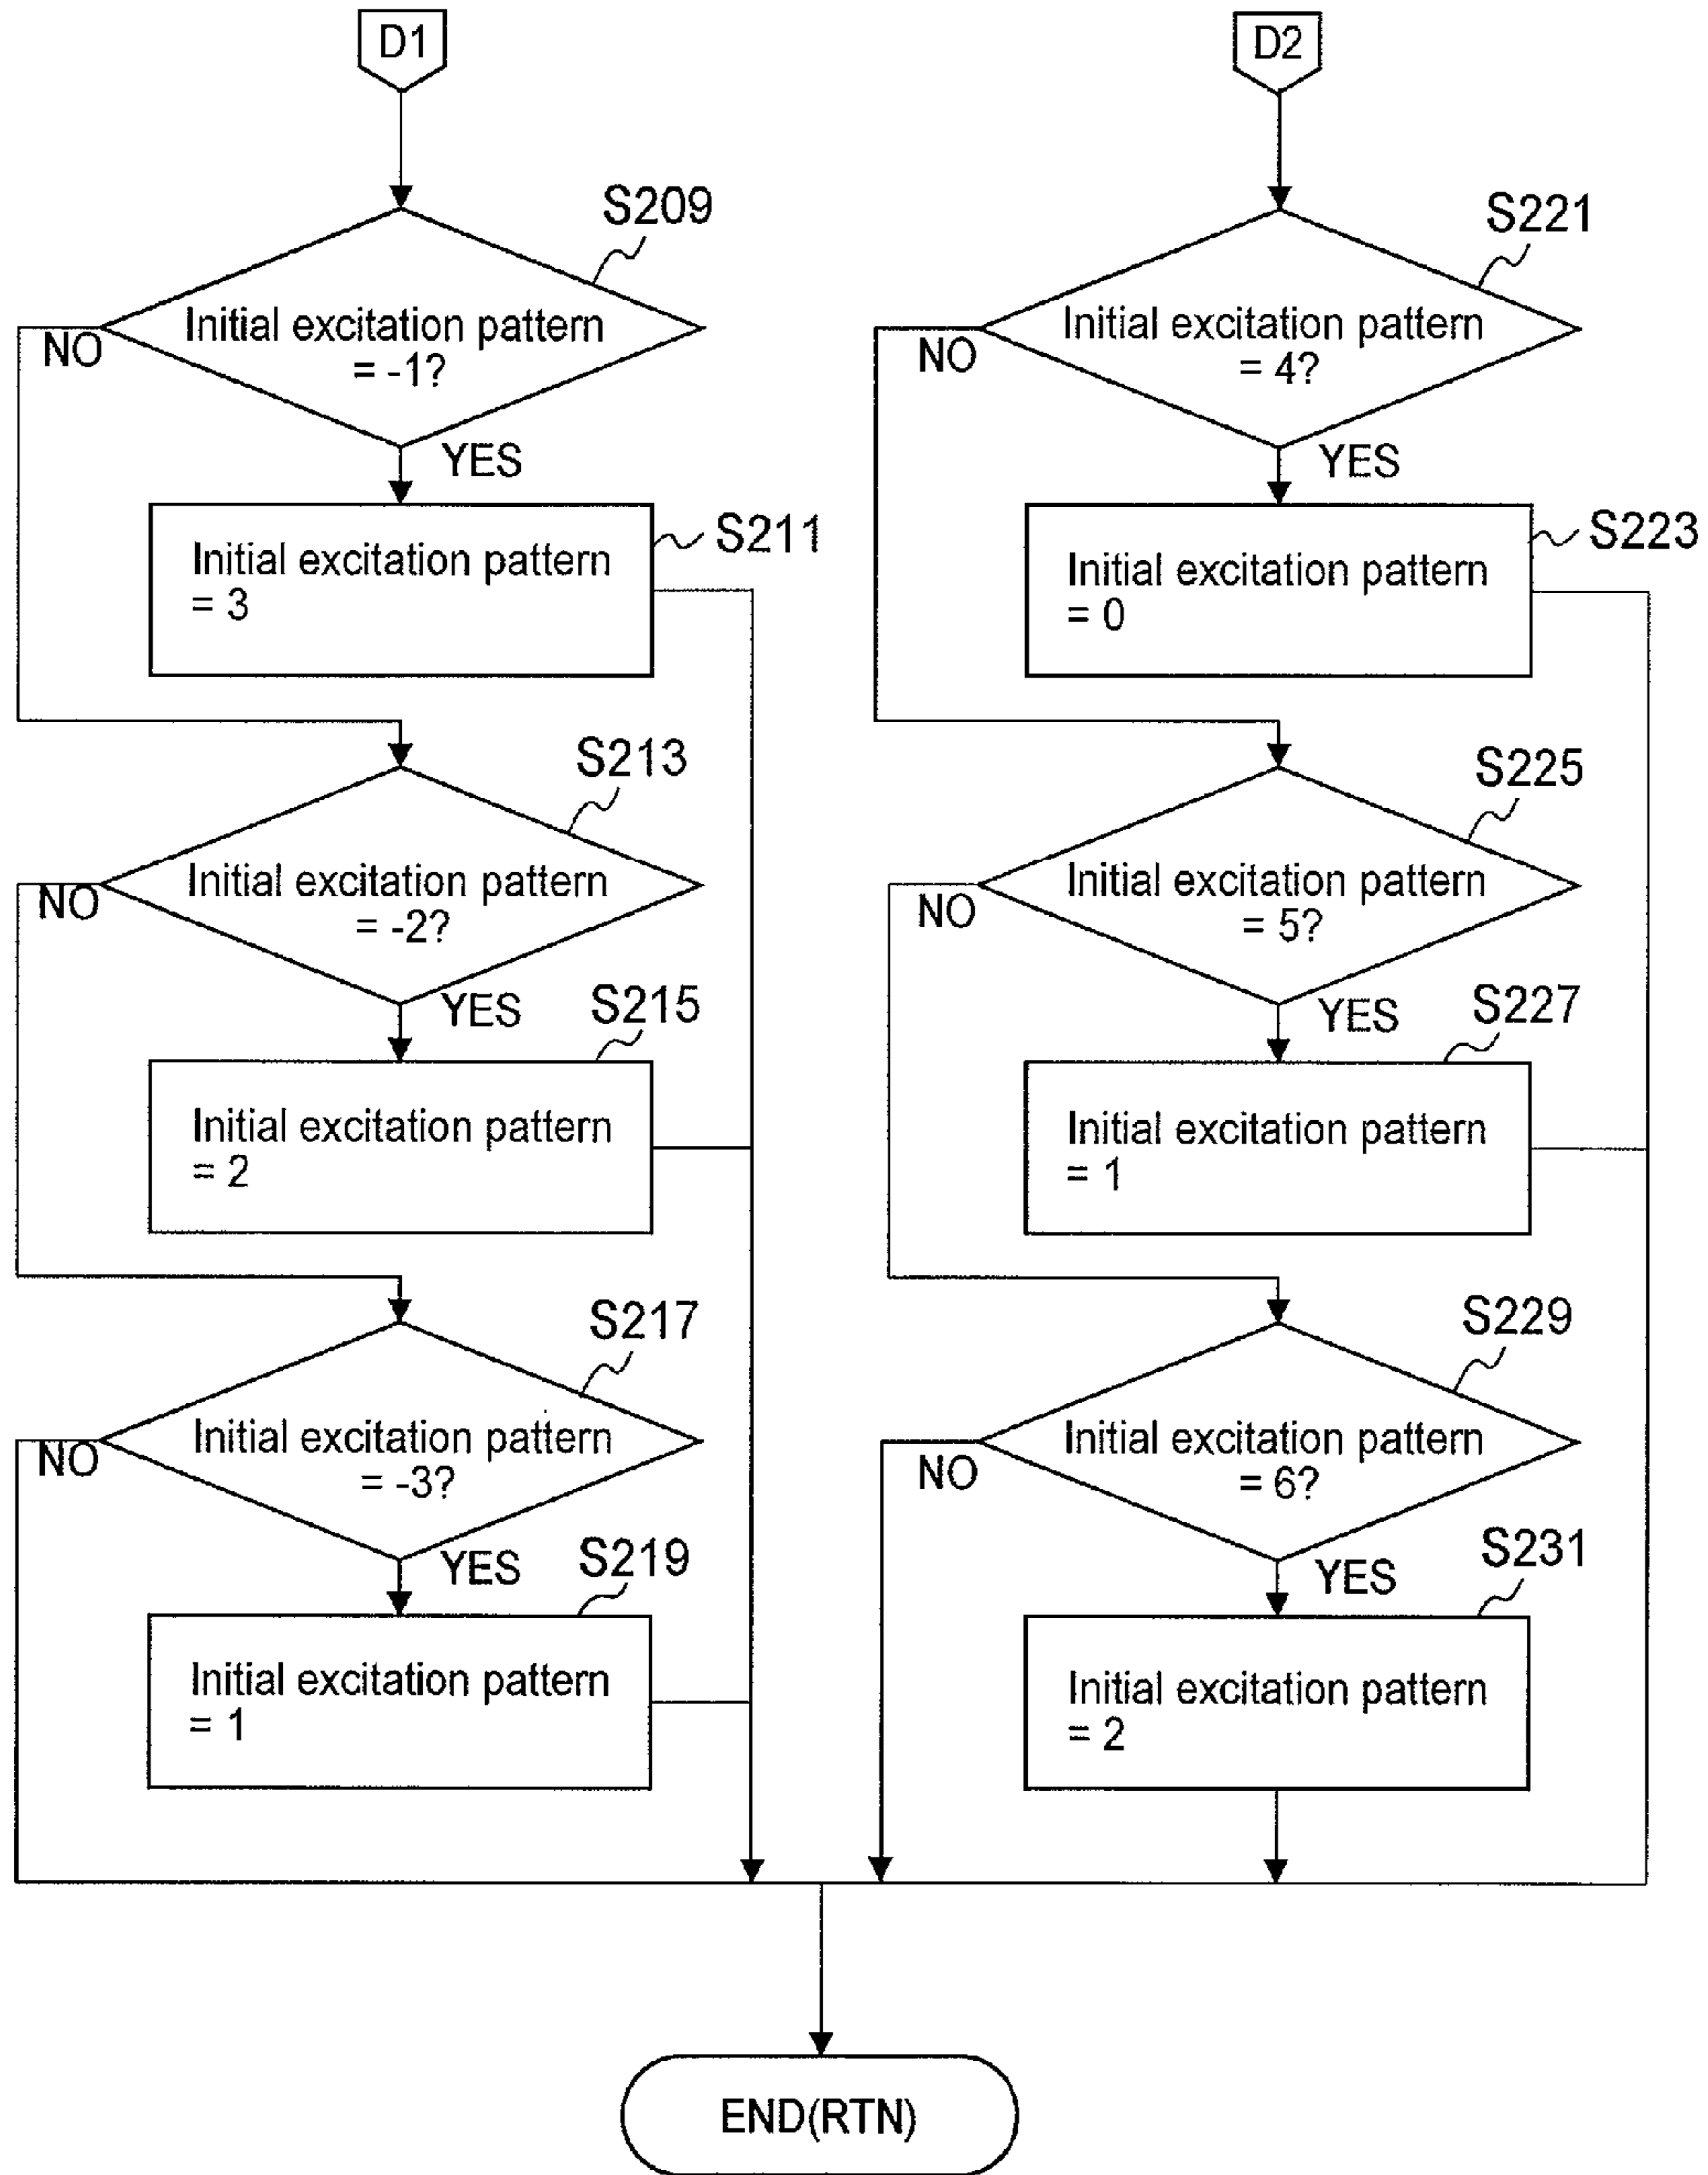 D1
S209
Initial excitation pattern
= -1?
NO
YES
S211
Initial excitation pattern
= 3
S213
Initial excitation pattern
= -2?
NO
YES
S215
Initial excitation pattern
= 2
S217
Initial excitation pattern
= -3?
NO
YES
S219
Initial excitation pattern
= 1
D2
S221
Initial excitation pattern
= 4?
NO
YES
S223
Initial excitation pattern
= 0
S225
Initial excitation pattern
= 5?
NO
YES
S227
Initial excitation pattern
= 1
S229
Initial excitation pattern
= 6?
NO
YES
S231
Initial excitation pattern
= 2
END(RTN)